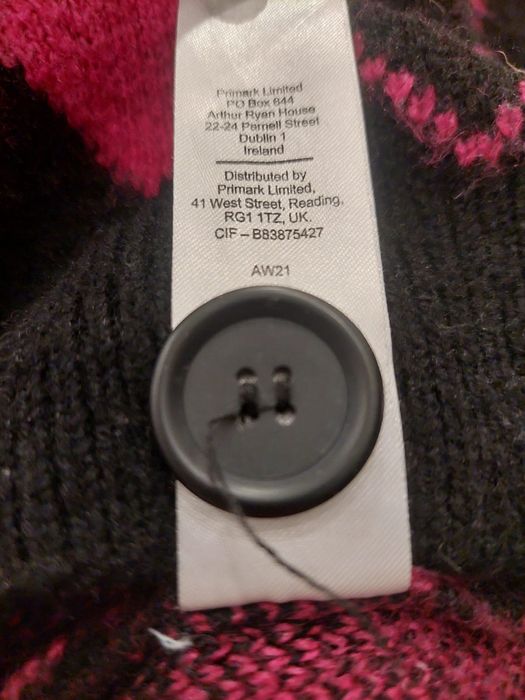 Primark Limited
PO Box 644
Arthur Ryan House
22-24 Parnell Street
Dublin 1
Ireland
Distributed by
Primark Limited,
41 West Street, Reading,
RG1 1TZ, UK.
CIF – B83875427
AW21